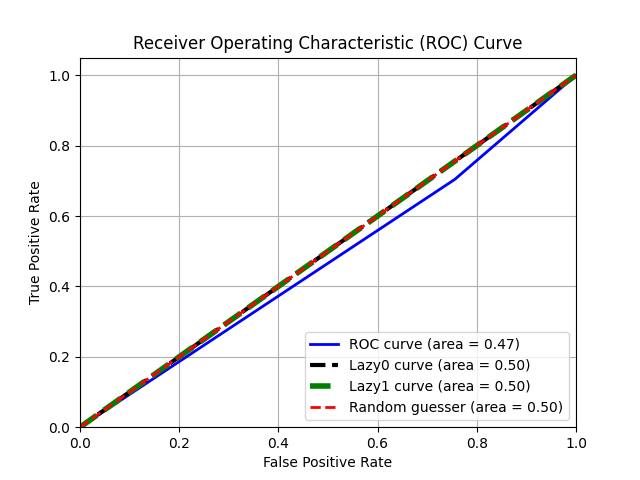 Receiver Operating Characteristic (ROC) Curve
True Positive Rate
1.0
0.8
0.6
0.4
0.2
0.0
ROC curve (area = 0.47)
Lazy0 curve (area = 0.50)
Lazy1 curve (area = 0.50)
Random guesser (area = 0.50)
0.0 0.2 0.4 0.6 0.8 1.0
False Positive Rate